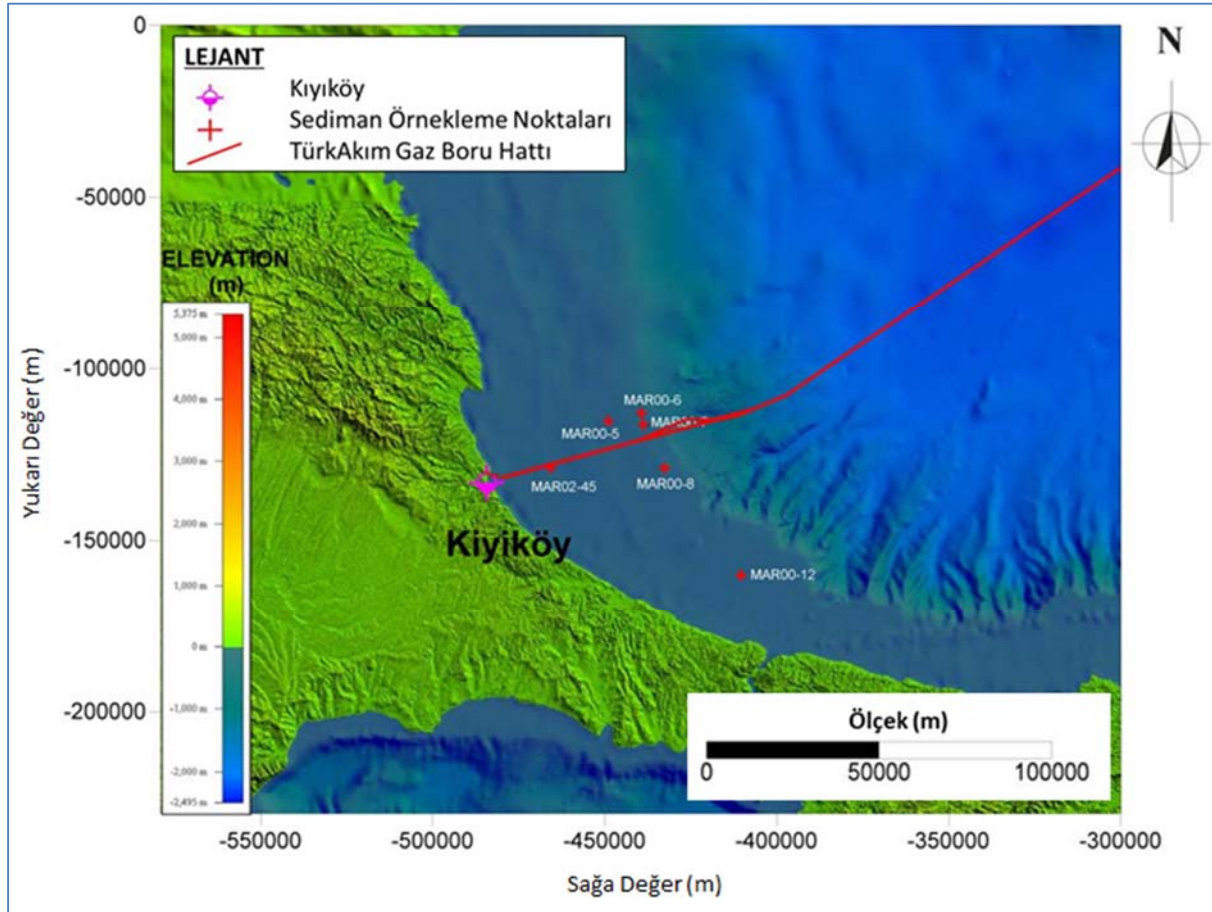 LEJANT
Kıyıköy
Sediman Örnekleme Noktaları
TürkAkım Gaz Boru Hattı
N
ELEVATION
(m)
5,375 m
5,000 m
4,000 m
3,000 m
2,000 m
1,000 m
0 m
-1,000 m
-2,000 m
-2,495 m
Yukarı Değer (m)
0
-50000
-100000
-150000
-200000
MAR00-6
MAR00-5
MAR02-45
MAR00-8
MAR00-12
Kiyiköy
Ölçek (m)
0 50000 100000
-550000 -500000 -450000 -400000 -350000 -300000
Sağa Değer (m)